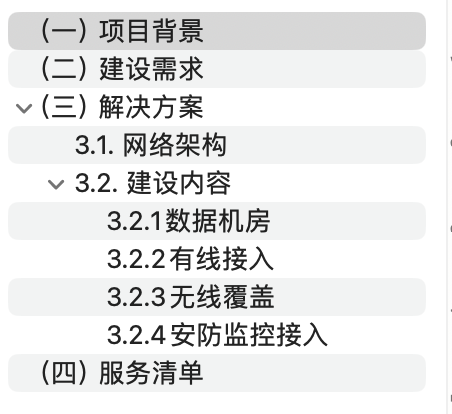 （一）项目背景
（二）建设需求
（三）解决方案
3.1. 网络架构
3.2. 建设内容
3.2.1数据机房
3.2.2有线接入
3.2.3无线覆盖
3.2.4安防监控接入
（四）服务清单